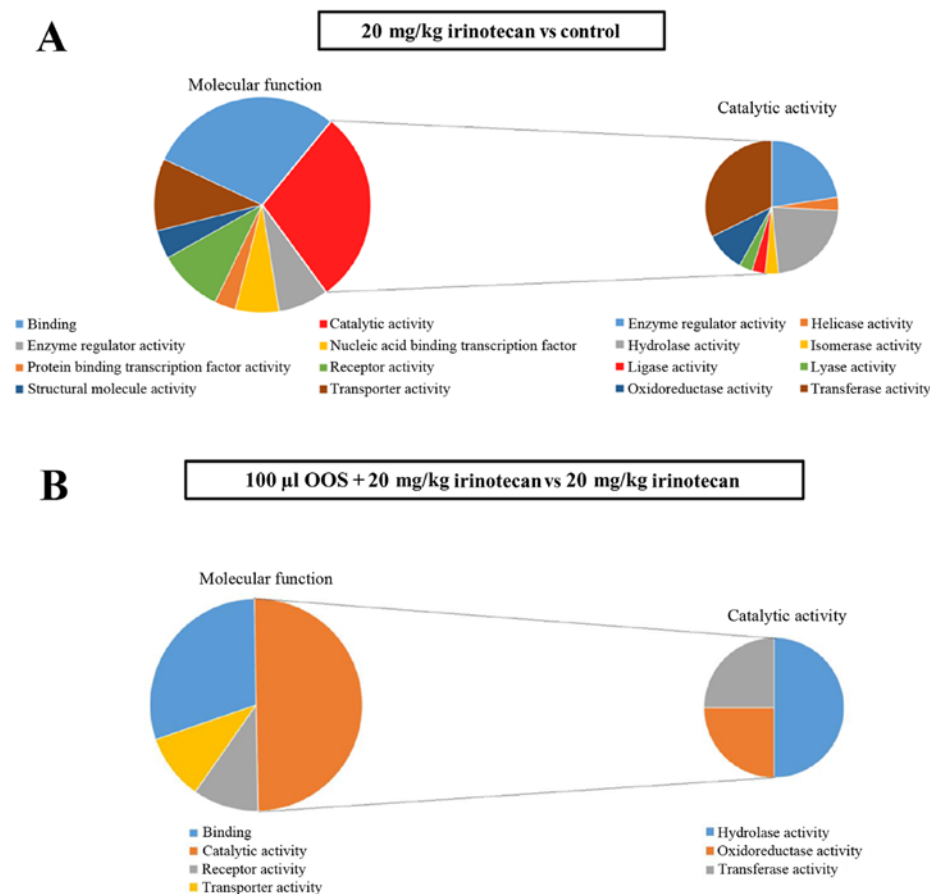 A
20 mg/kg irinotecan vs control
Molecular function
Catalytic activity
Binding
Catalytic activity
Enzyme regulator activity
Nucleic acid binding transcription factor
Protein binding transcription factor activity
Receptor activity
Structural molecule activity
Transporter activity
Enzyme regulator activity
Helicase activity
Hydrolase activity
Isomerase activity
Ligase activity
Lyase activity
Oxidoreductase activity
Transferase activity
B
100 µl OOS + 20 mg/kg irinotecan vs 20 mg/kg irinotecan
Molecular function
Catalytic activity
Binding
Catalytic activity
Receptor activity
Transporter activity
Hydrolase activity
Oxidoreductase activity
Transferase activity